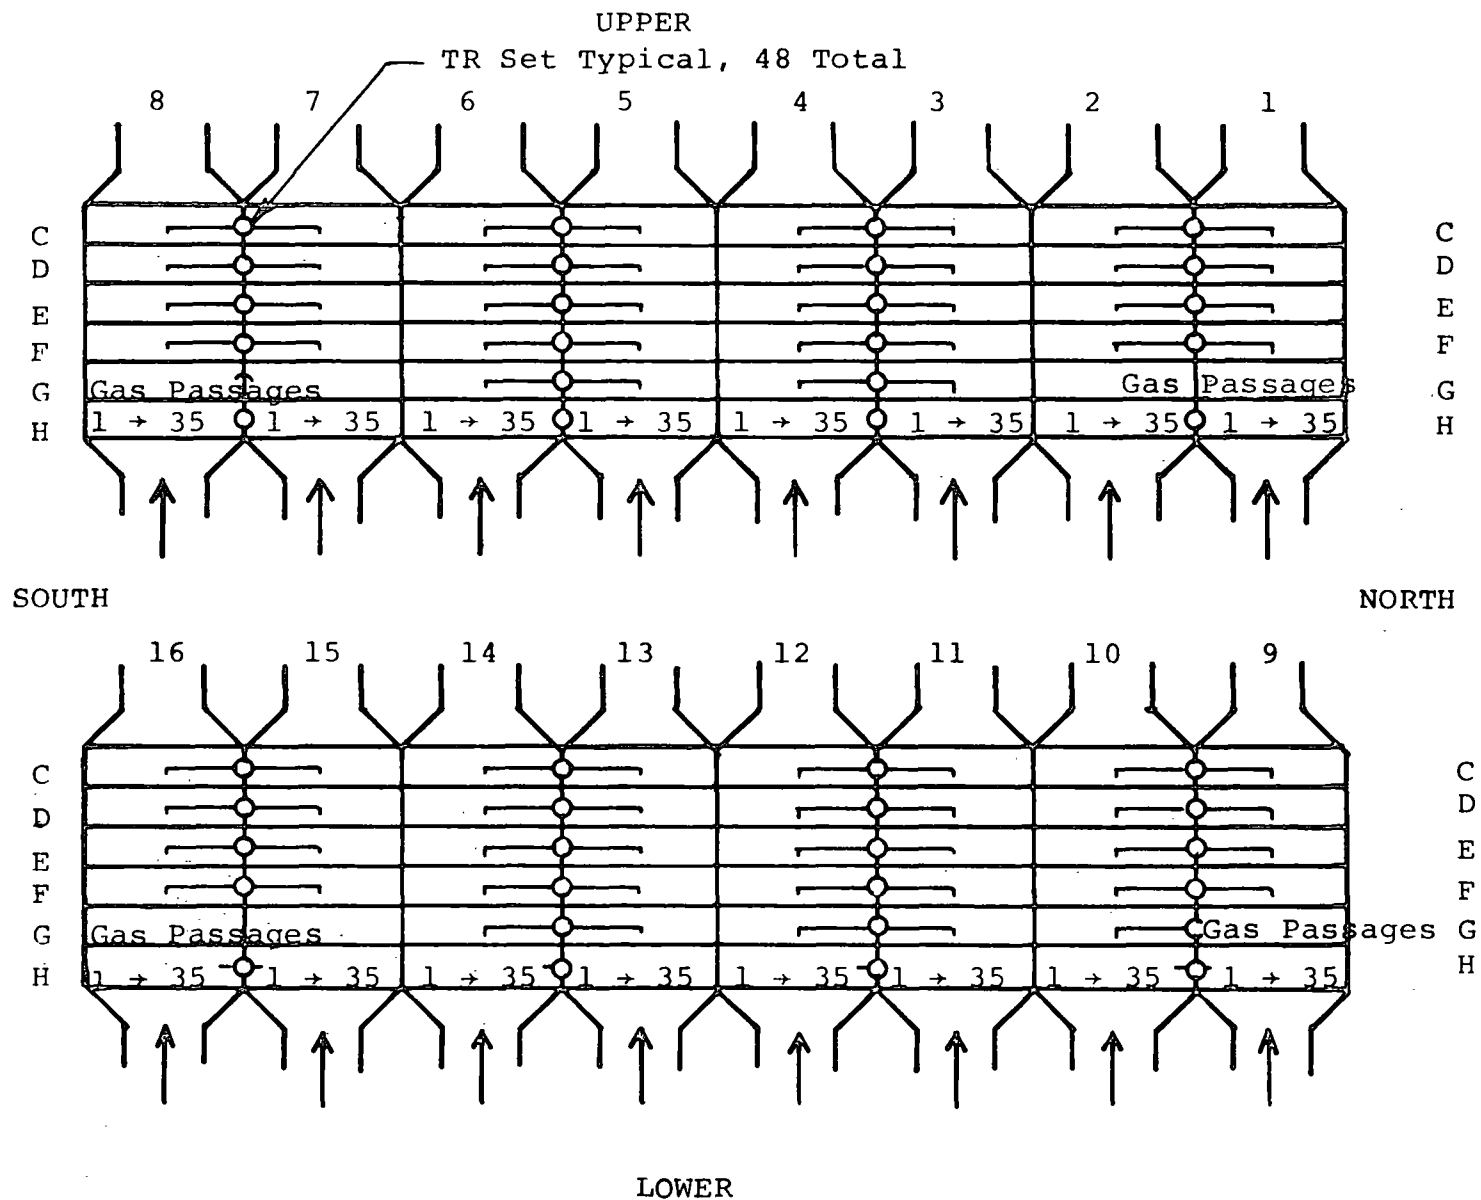 UPPER
TR Set Typical, 48 Total
8 7 6 5 4 3 2 1
C C
D D
E E
F F
G Gas Passages Gas Passages G
H 1 → 35 1 → 35 1 → 35 1 → 35 1 → 35 1 → 35 1 → 35 1 → 35 H
SOUTH NORTH
16 15 14 13 12 11 10 9
C C
D D
E E
F F
G Gas Passages Gas Passages G
H 1 → 35 1 → 35 1 → 35 1 → 35 1 → 35 1 → 35 1 → 35 1 → 35 H
LOWER